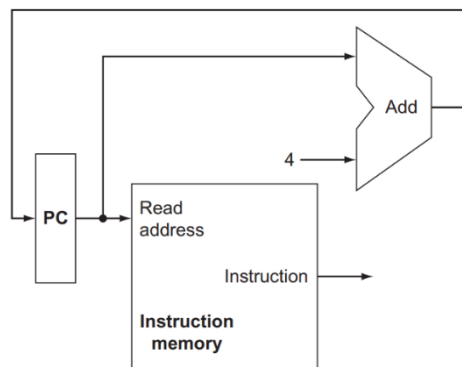 Add
4
PC
Read
address
Instruction
Instruction
memory